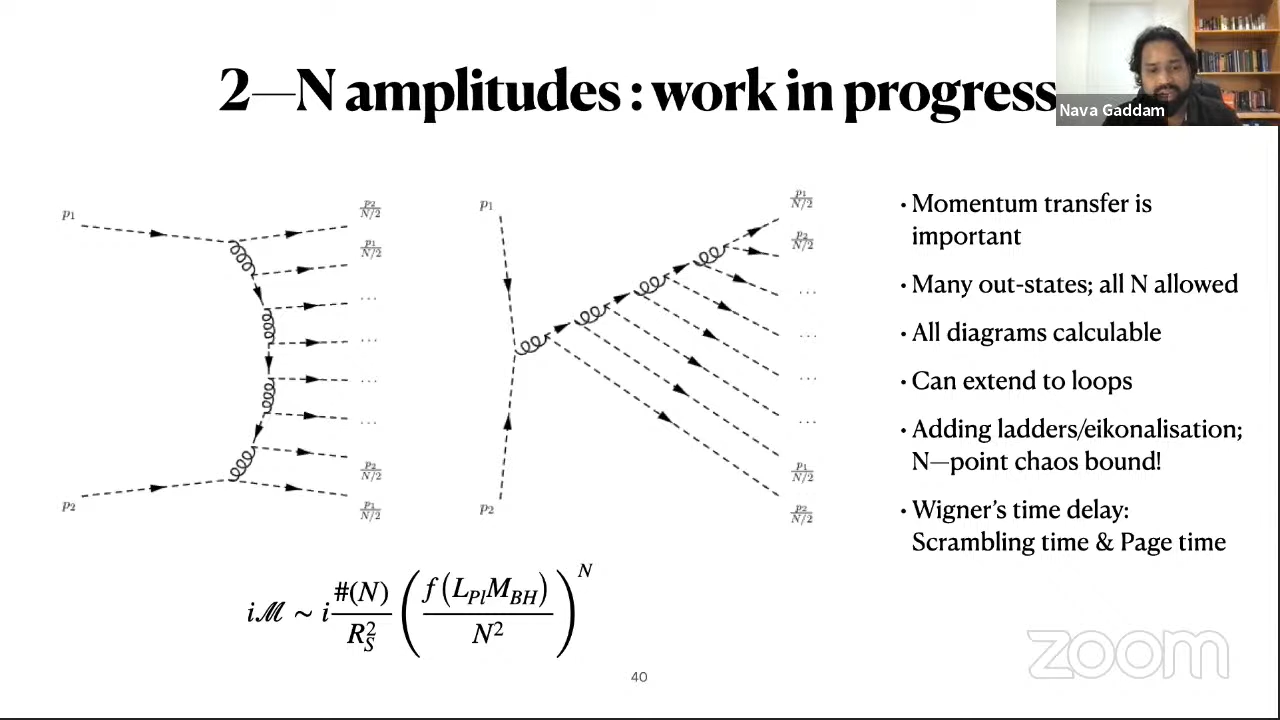 2—N amplitudes : work in progress
Nava Gaddam
p₁
p₂/(N/2)
p₁/(N/2)
...
...
...
...
p₂/(N/2)
p₂
p₁/(N/2)
p₁
p₁/(N/2)
p₂/(N/2)
...
...
...
...
p₁/(N/2)
p₂
p₂/(N/2)
• Momentum transfer is
important
• Many out-states; all N allowed
• All diagrams calculable
• Can extend to loops
• Adding ladders/eikonalisation;
N—point chaos bound!
• Wigner's time delay:
Scrambling time & Page time
iℳ ~ i #(N)/R_S² ( f(L_Pl M_BH)/N² )^N
40
zoom